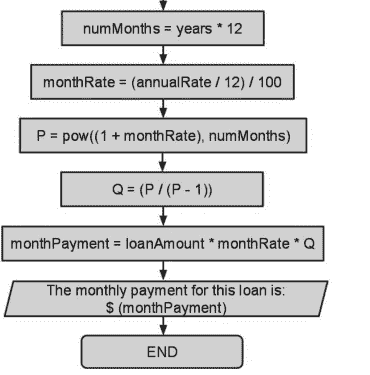 numMonths = years * 12
monthRate = (annualRate / 12) / 100
P = pow((1 + monthRate), numMonths)
Q = (P / (P - 1))
monthPayment = loanAmount * monthRate * Q
The monthly payment for this loan is:
$ (monthPayment)
END